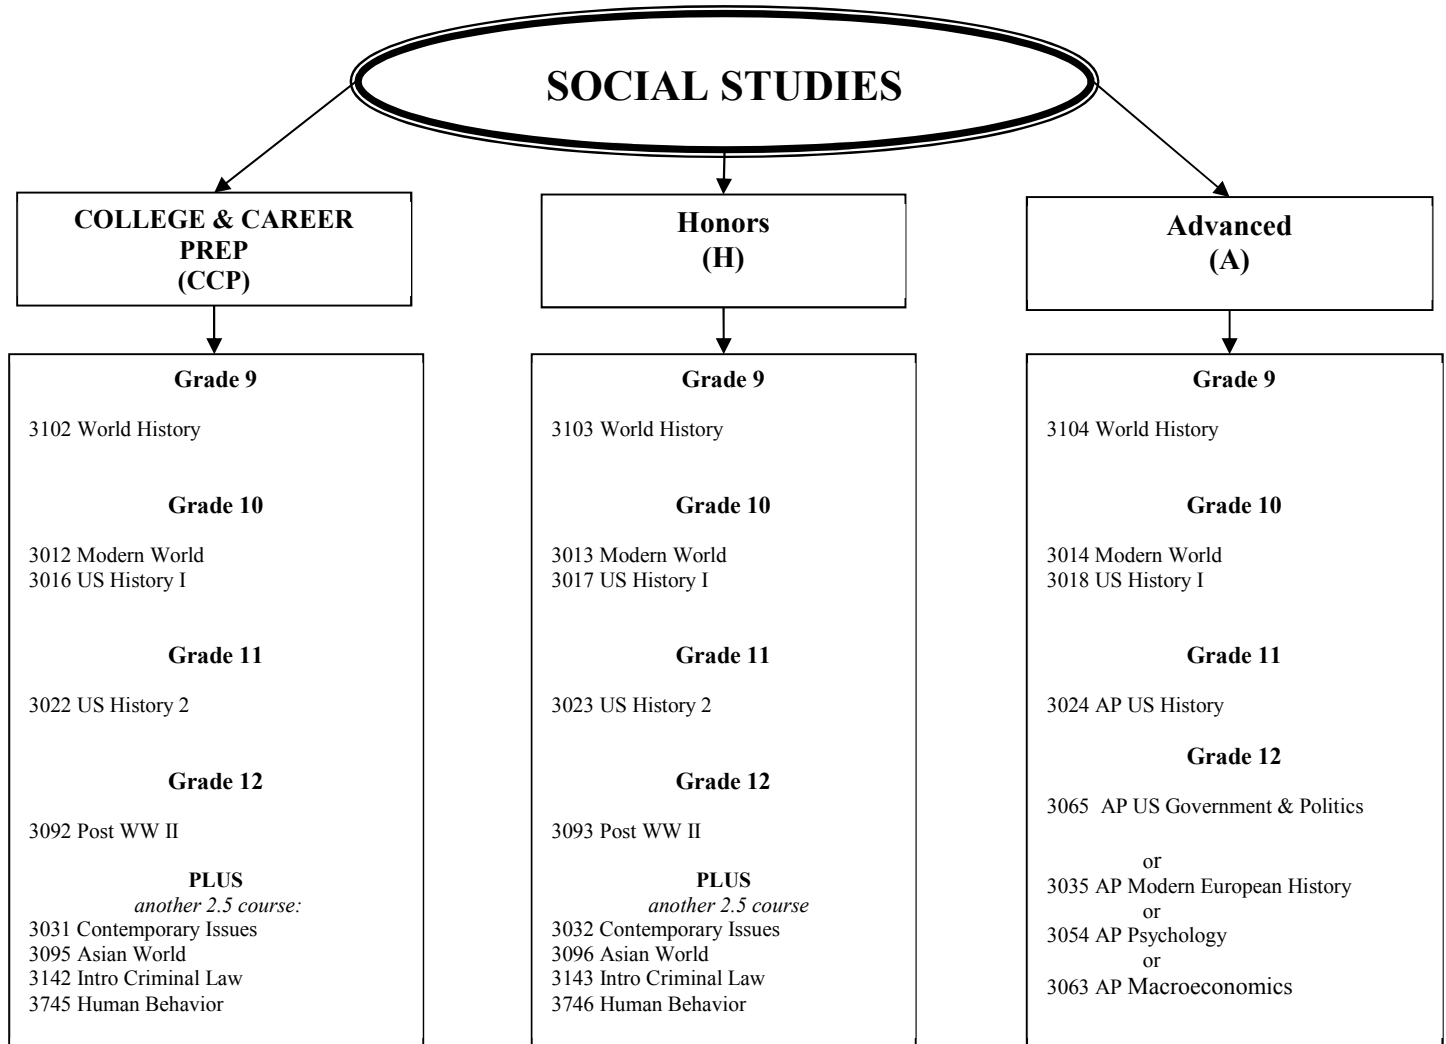 SOCIAL STUDIES
COLLEGE & CAREER
PREP
(CCP)
Honors
(H)
Advanced
(A)
Grade 9
3102 World History
Grade 10
3012 Modern World
3016 US History I
Grade 11
3022 US History 2
Grade 12
3092 Post WW II
PLUS
another 2.5 course:
3031 Contemporary Issues
3095 Asian World
3142 Intro Criminal Law
3745 Human Behavior
Grade 9
3103 World History
Grade 10
3013 Modern World
3017 US History I
Grade 11
3023 US History 2
Grade 12
3093 Post WW II
PLUS
another 2.5 course
3032 Contemporary Issues
3096 Asian World
3143 Intro Criminal Law
3746 Human Behavior
Grade 9
3104 World History
Grade 10
3014 Modern World
3018 US History I
Grade 11
3024 AP US History
Grade 12
3065 AP US Government & Politics
or
3035 AP Modern European History
or
3054 AP Psychology
or
3063 AP Macroeconomics